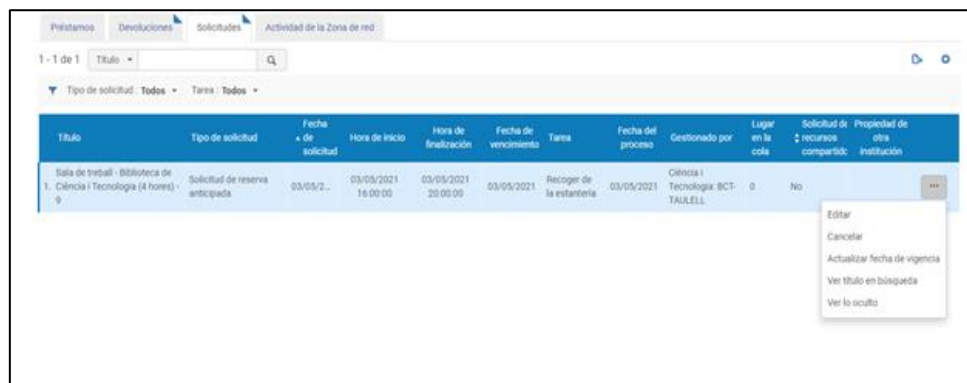 Préstamos Devoluciones Solicitudes Actividad de la Zona de red
1 - 1 de 1 Título
Tipo de solicitud : Todos Tarea : Todos
Título Tipo de solicitud Fecha de solicitud Hora de inicio Hora de finalización Fecha de vencimiento Tarea Fecha del proceso Gestionado por Lugar en la cola Solicitud de recursos compartidc Propiedad de otra institución
1. Sala de treball - Biblioteca de Ciència i Tecnologia (4 hores) - 9 Solicitud de reserva anticipada 03/05/2... 03/05/2021 16:00:00 03/05/2021 20:00:00 03/05/2021 Recoger de la estantería 03/05/2021 Ciència i Tecnologia: BCT-TAULELL 0 No
Editar
Cancelar
Actualizar fecha de vigencia
Ver título en búsqueda
Ver lo oculto